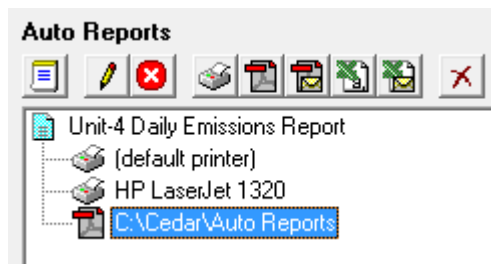 Auto Reports
Unit-4 Daily Emissions Report
(default printer)
HP LaserJet 1320
C:\Cedar\Auto Reports